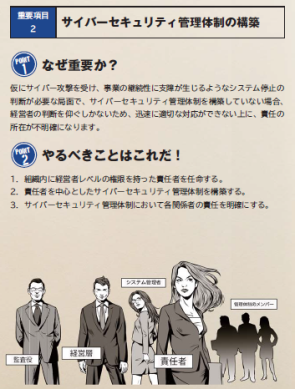 重要項目
2
サイバーセキュリティ管理体制の構築
POINT
1
なぜ重要か？
仮にサイバー攻撃を受け、事業の継続性に支障が生じるようなシステム停止の
判断が必要な局面で、サイバーセキュリティ管理体制を構築していない場合、
経営者の判断を仰ぐしかないため、迅速に適切な対応ができない上に、責任の
所在が不明確になります。
POINT
2
やるべきことはこれだ！
1．組織内に経営者レベルの権限を持った責任者を任命する。
2．責任者を中心としたサイバーセキュリティ管理体制を構築する。
3．サイバーセキュリティ管理体制において各関係者の責任を明確にする。
システム管理者
管理体制のメンバー
監査役
経営層
責任者